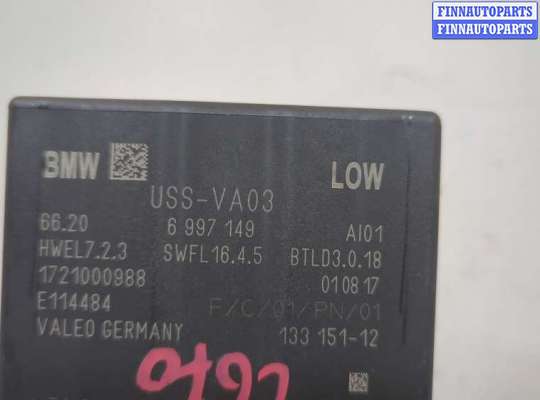 FINNAUTOPARTS
FINNAUTOPARTS
BMW LOW
USS-VA03
66.20 6 997 149 AI01
HWEL7.2.3 SWFL16.4.5 BTLD3.0.18
1721000988 010817
E114484 F/C/01/PN/01
VALEO GERMANY 133 151-12